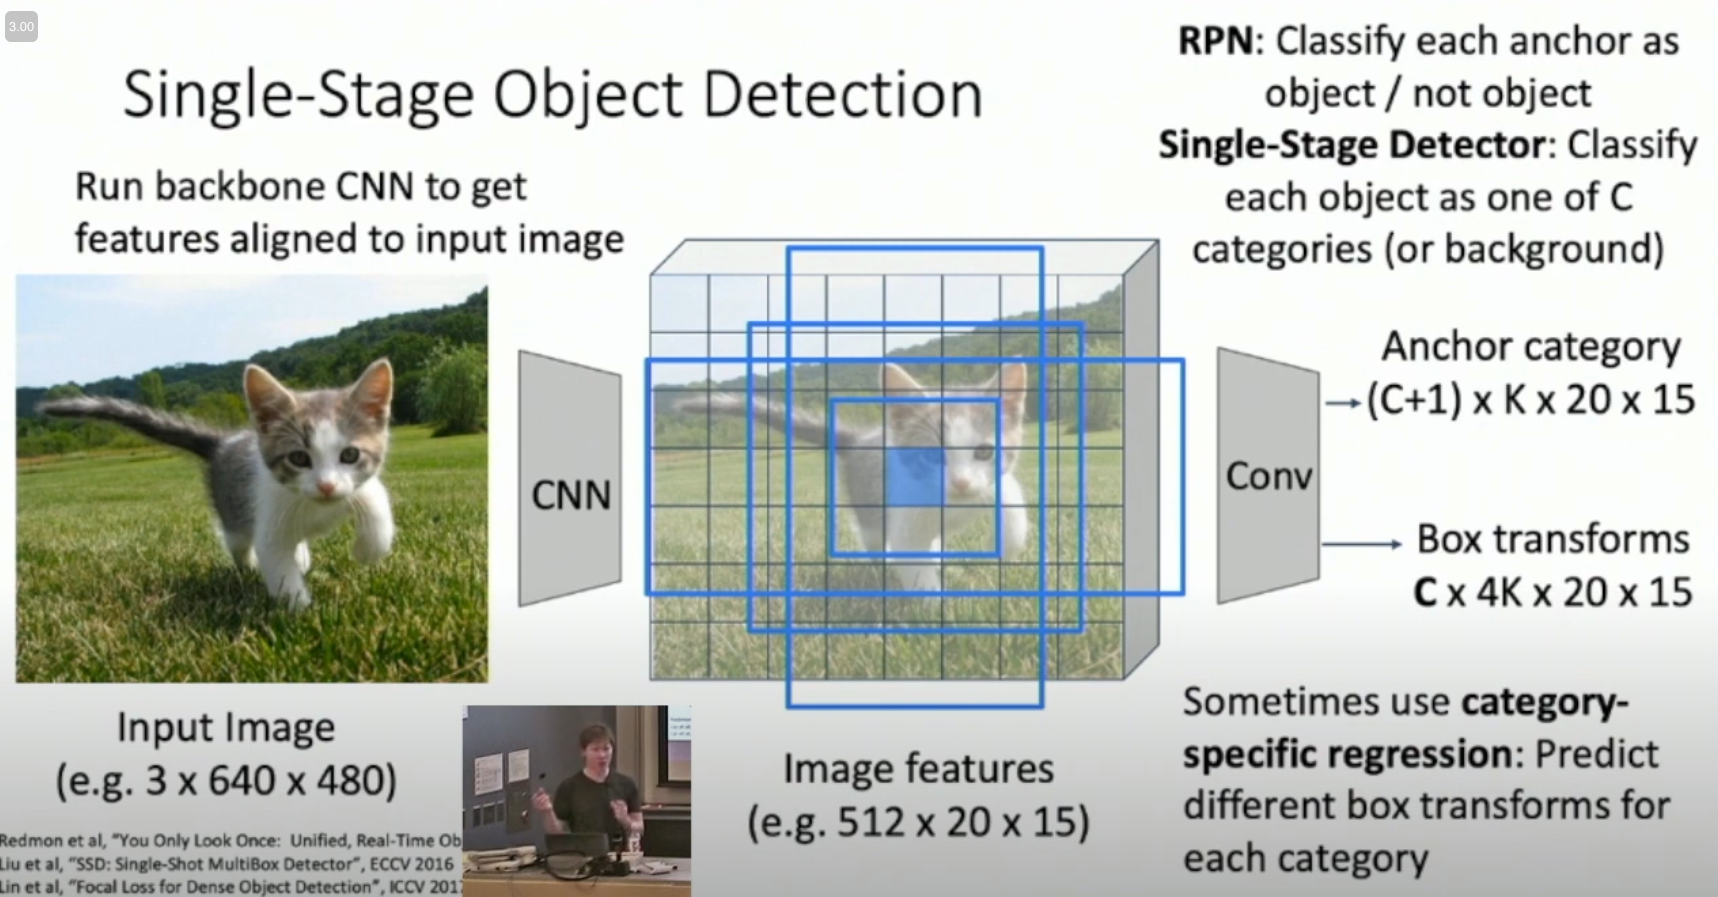 3.00
Single-Stage Object Detection
Run backbone CNN to get
features aligned to input image
RPN: Classify each anchor as
object / not object
Single-Stage Detector: Classify
each object as one of C
categories (or background)
CNN
Conv
Anchor category
(C+1) x K x 20 x 15
Box transforms
C x 4K x 20 x 15
Input Image
(e.g. 3 x 640 x 480)
Image features
(e.g. 512 x 20 x 15)
Sometimes use category-
specific regression: Predict
different box transforms for
each category
Redmon et al, “You Only Look Once: Unified, Real-Time Ob
Liu et al, “SSD: Single-Shot MultiBox Detector”, ECCV 2016
Lin et al, “Focal Loss for Dense Object Detection”, ICCV 201